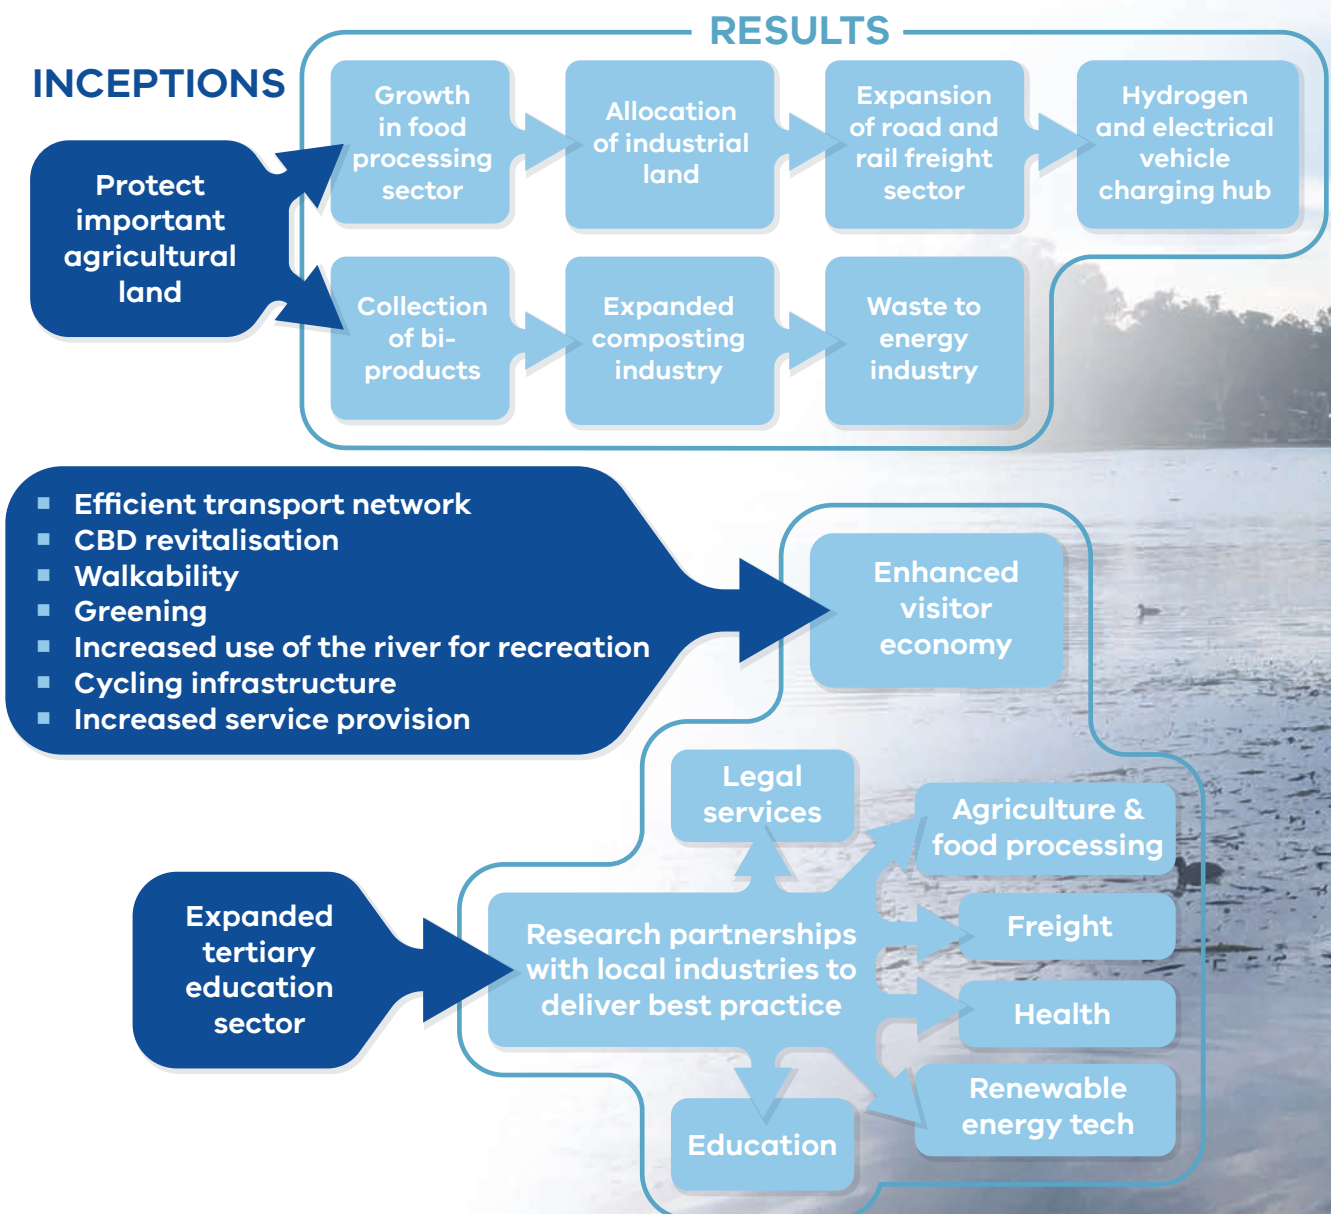 RESULTS
INCEPTIONS
Protect
important
agricultural
land
Growth
in food
processing
sector
Allocation
of industrial
land
Expansion
of road and
rail freight
sector
Hydrogen
and electrical
vehicle
charging hub
Collection
of bi-
products
Expanded
composting
industry
Waste to
energy
industry
Efficient transport network
CBD revitalisation
Walkability
Greening
Increased use of the river for recreation
Cycling infrastructure
Increased service provision
Enhanced
visitor
economy
Expanded
tertiary
education
sector
Research partnerships
with local industries to
deliver best practice
Legal
services
Agriculture &
food processing
Freight
Health
Renewable
energy tech
Education